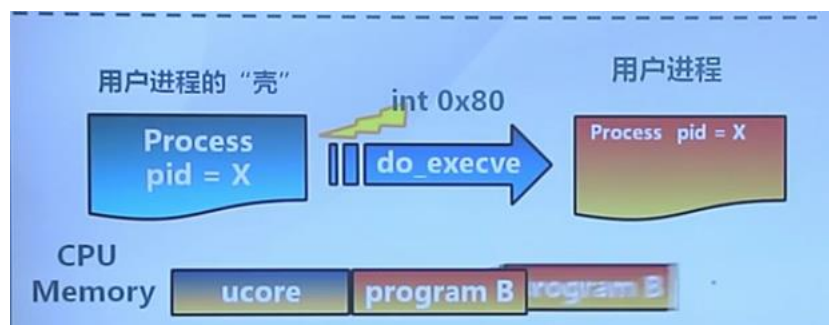 用户进程的“壳”
用户进程
int 0x80
Process
pid = X
do_execve
Process pid = X
CPU
Memory
ucore
program B
rogram B